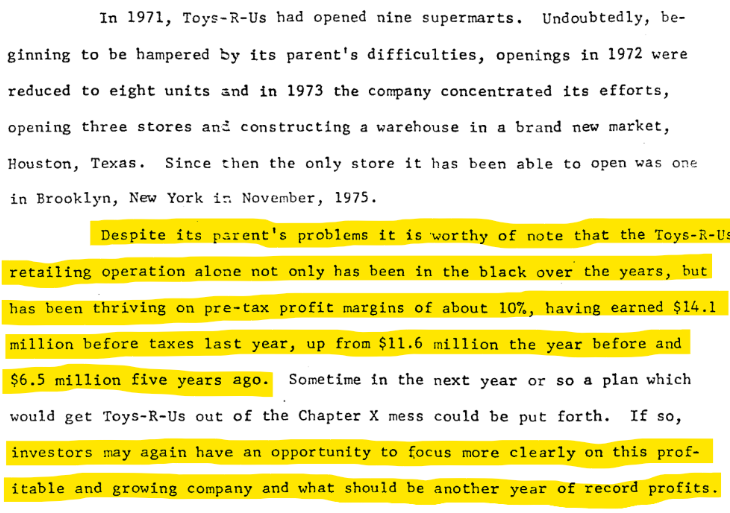 In 1971, Toys-R-Us had opened nine supermarts. Undoubtedly, be-
ginning to be hampered by its parent's difficulties, openings in 1972 were
reduced to eight units and in 1973 the company concentrated its efforts,
opening three stores and constructing a warehouse in a brand new market,
Houston, Texas. Since then the only store it has been able to open was one
in Brooklyn, New York in November, 1975.
Despite its parent's problems it is worthy of note that the Toys-R-Us
retailing operation alone not only has been in the black over the years, but
has been thriving on pre-tax profit margins of about 10%, having earned $14.1
million before taxes last year, up from $11.6 million the year before and
$6.5 million five years ago. Sometime in the next year or so a plan which
would get Toys-R-Us out of the Chapter X mess could be put forth. If so,
investors may again have an opportunity to focus more clearly on this prof-
itable and growing company and what should be another year of record profits.